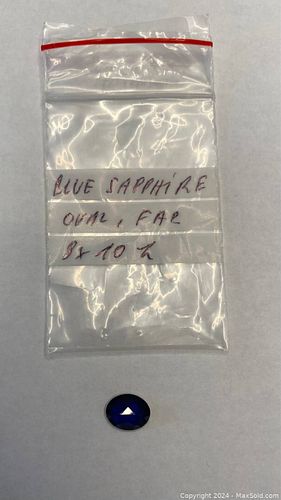 BLUE SAPPHIRE
OVAL, FAC
8x10
Copyright © 2024 - MaxSold.com